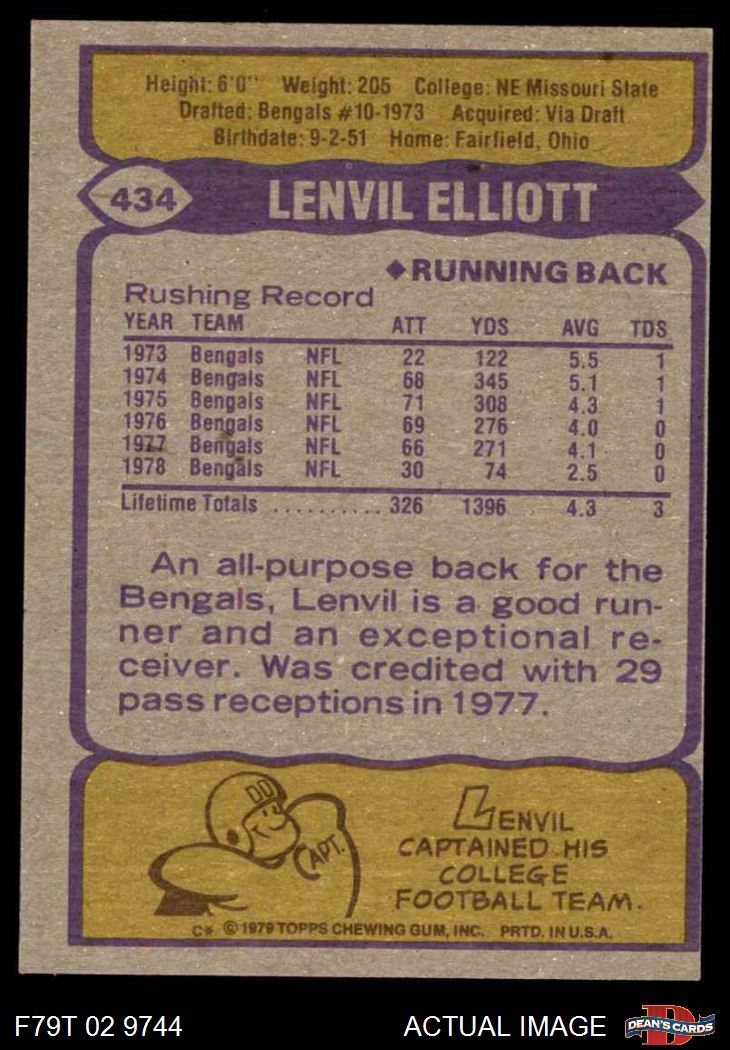 Height: 6'0" Weight: 205 College: NE Missouri State
Drafted: Bengals #10-1973 Acquired: Via Draft
Birthdate: 9-2-51 Home: Fairfield, Ohio
434 LENVIL ELLIOTT
◆RUNNING BACK
Rushing Record
YEAR TEAM ATT YDS AVG TDS
1973 Bengals NFL 22 122 5.5 1
1974 Bengals NFL 68 345 5.1 1
1975 Bengals NFL 71 308 4.3 1
1976 Bengals NFL 69 276 4.0 0
1977 Bengals NFL 66 271 4.1 0
1978 Bengals NFL 30 74 2.5 0
Lifetime Totals .......... 326 1396 4.3 3
An all-purpose back for the
Bengals, Lenvil is a good run-
ner and an exceptional re-
ceiver. Was credited with 29
pass receptions in 1977.
CAPT.
LENVIL
CAPTAINED HIS
COLLEGE
FOOTBALL TEAM.
C* © 1979 TOPPS CHEWING GUM, INC. PRTD. IN U.S.A.
F79T 02 9744 ACTUAL IMAGE D DEAN'S CARDS